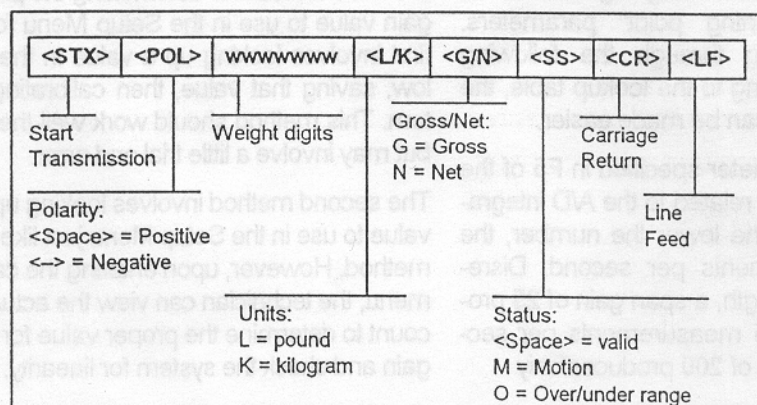 <STX> <POL> wwwwwww <L/K> <G/N> <SS> <CR> <LF>
Start
Transmission
Weight digits
Gross/Net:
G = Gross
N = Net
Carriage
Return
Polarity:
<Space> = Positive
<–> = Negative
Line
Feed
Units:
L = pound
K = kilogram
Status:
<Space> = valid
M = Motion
O = Over/under range